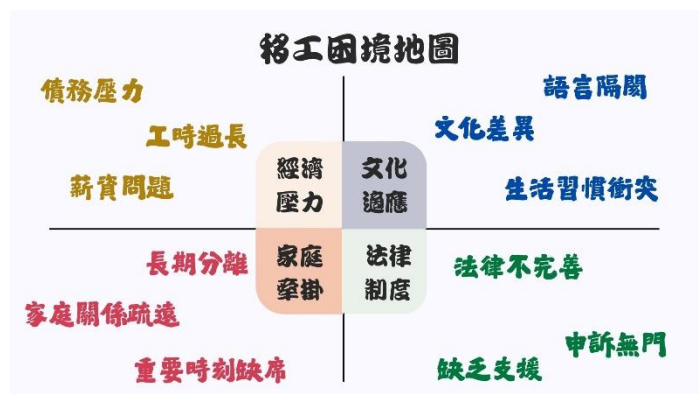 移工困境地圖
債務壓力
工時過長
薪資問題
經濟
壓力
語言隔閡
文化差異
生活習慣衝突
文化
適應
長期分離
家庭關係疏遠
重要時刻缺席
家庭
牽掛
法律不完善
申訴無門
缺乏支援
法律
制度